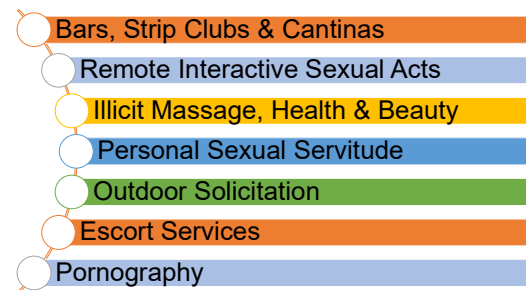 Bars, Strip Clubs & Cantinas
Remote Interactive Sexual Acts
Illicit Massage, Health & Beauty
Personal Sexual Servitude
Outdoor Solicitation
Escort Services
Pornography